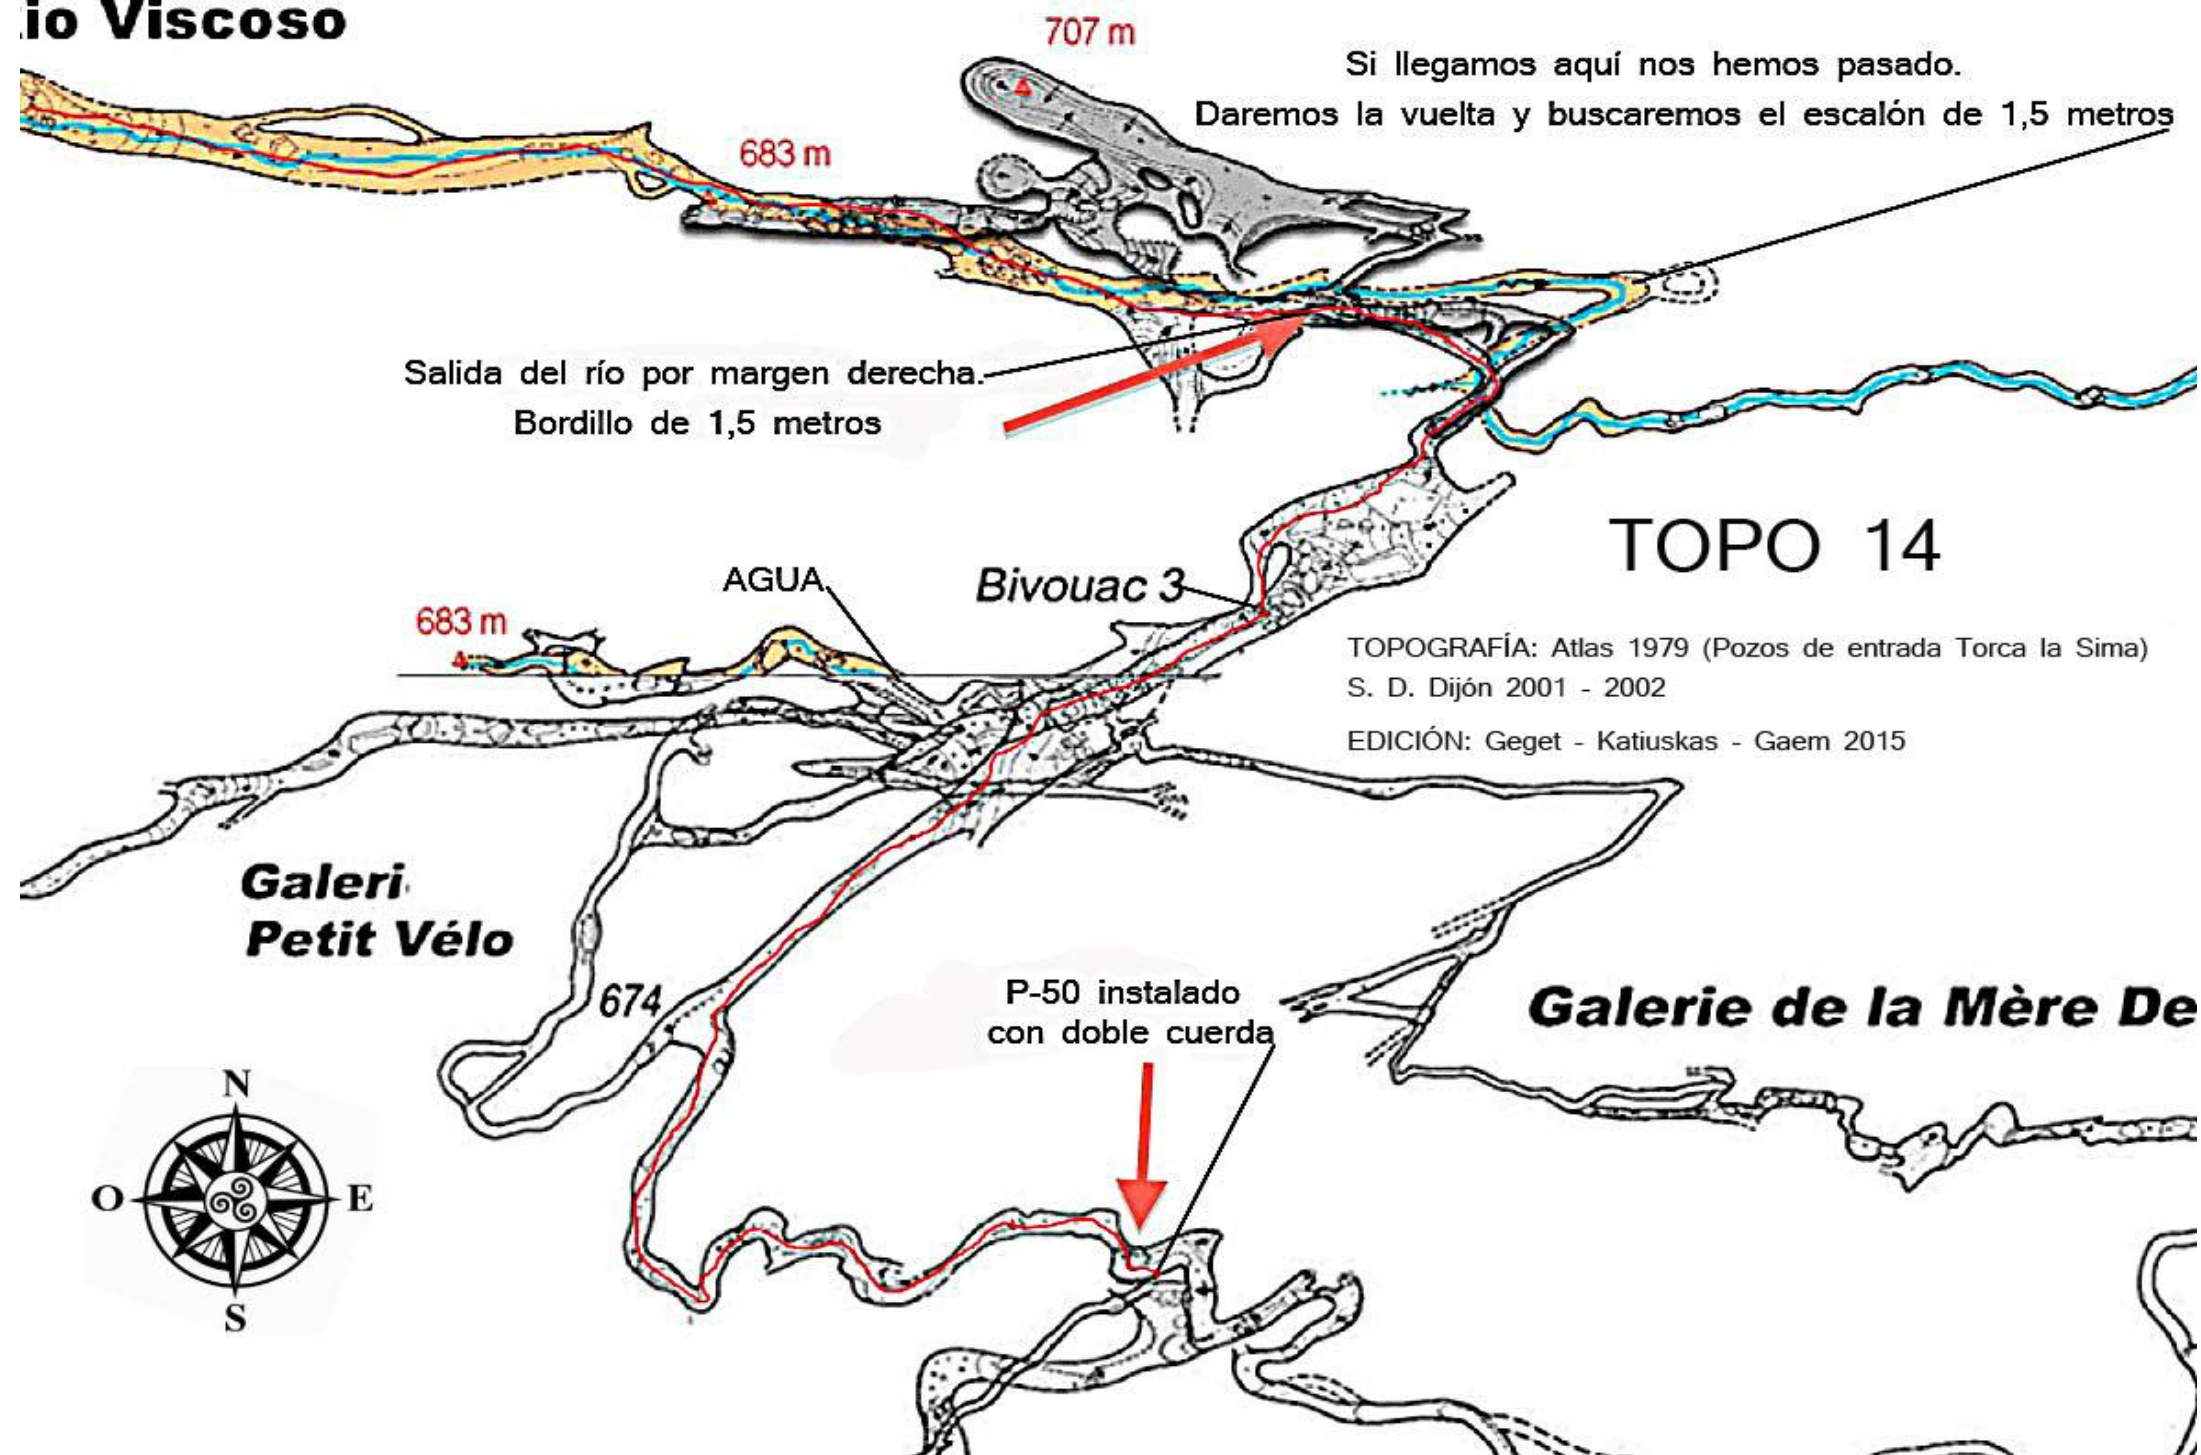 io Viscoso
707 m
Si llegamos aquí nos hemos pasado.
Daremos la vuelta y buscaremos el escalón de 1,5 metros
683 m
Salida del río por margen derecha.
Bordillo de 1,5 metros
TOPO 14
AGUA
Bivouac 3
683 m
TOPOGRAFÍA: Atlas 1979 (Pozos de entrada Torca la Sima)
S. D. Dijón 2001 - 2002
EDICIÓN: Geget - Katiuskas - Gaem 2015
Galeri
Petit Vélo
674
P-50 instalado
con doble cuerda
Galerie de la Mère De
N
O
E
S